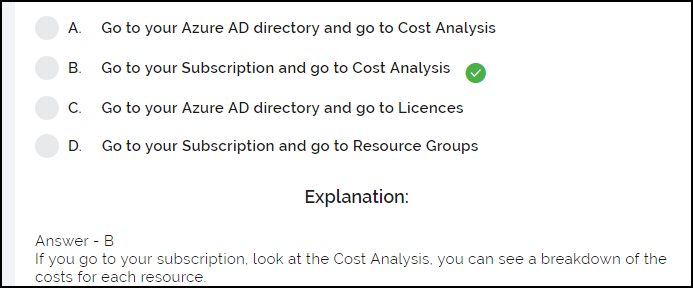 A. Go to your Azure AD directory and go to Cost Analysis
B. Go to your Subscription and go to Cost Analysis
C. Go to your Azure AD directory and go to Licences
D. Go to your Subscription and go to Resource Groups
Explanation:
Answer - B
If you go to your subscription, look at the Cost Analysis, you can see a breakdown of the
costs for each resource.